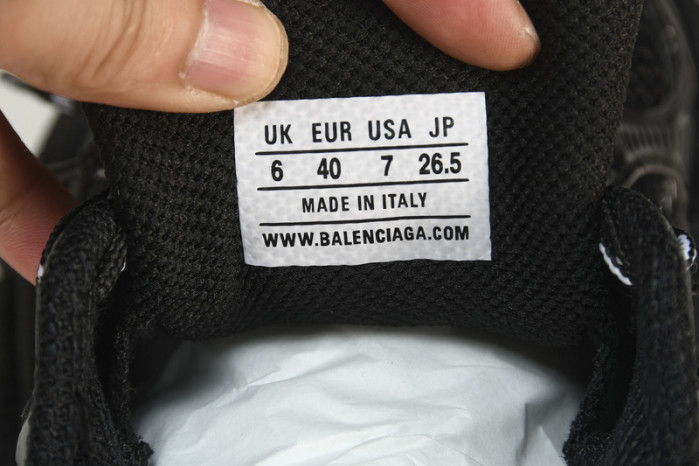 UK EUR USA JP
6 40 7 26.5
MADE IN ITALY
WWW.BALENCIAGA.COM